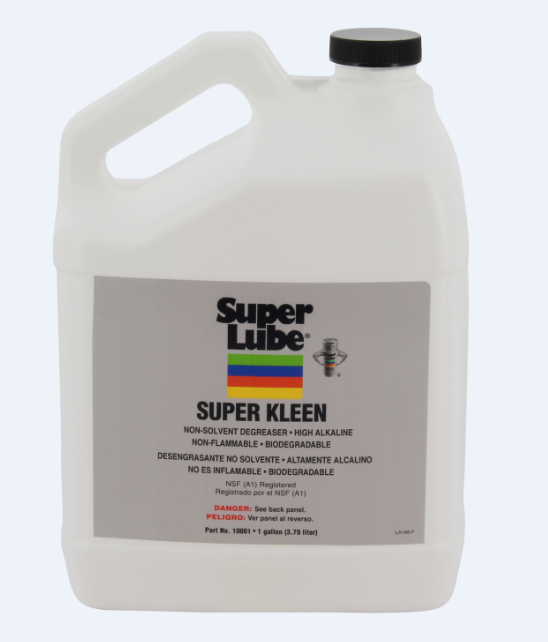 Super
Lube®
®
SUPER KLEEN
NON-SOLVENT DEGREASER • HIGH ALKALINE
NON-FLAMMABLE • BIODEGRADABLE
DESENGRASANTE NO SOLVENTE • ALTAMENTE ALCALINO
NO ES INFLAMABLE • BIODEGRADABLE
NSF (A1) Registered
Registrado por el NSF (A1)
DANGER: See back panel.
PELIGRO: Ver panel al reverso.
Part No. 10001 * 1 gallon (3.79 liter)